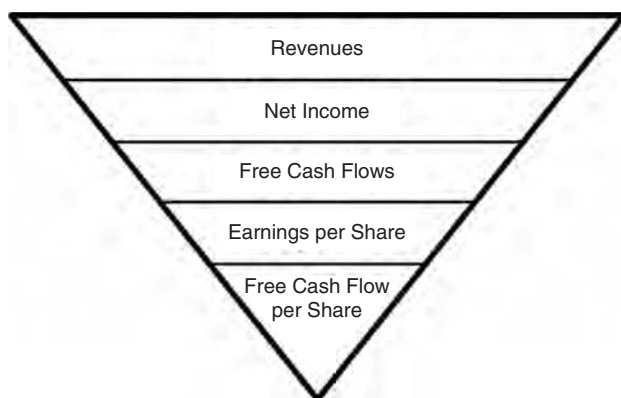 Revenues
Net Income
Free Cash Flows
Earnings per Share
Free Cash Flow
per Share